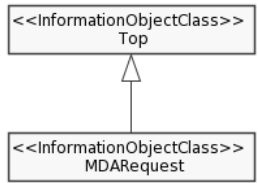 <<InformationObjectClass>>
Top
<<InformationObjectClass>>
MDARequest